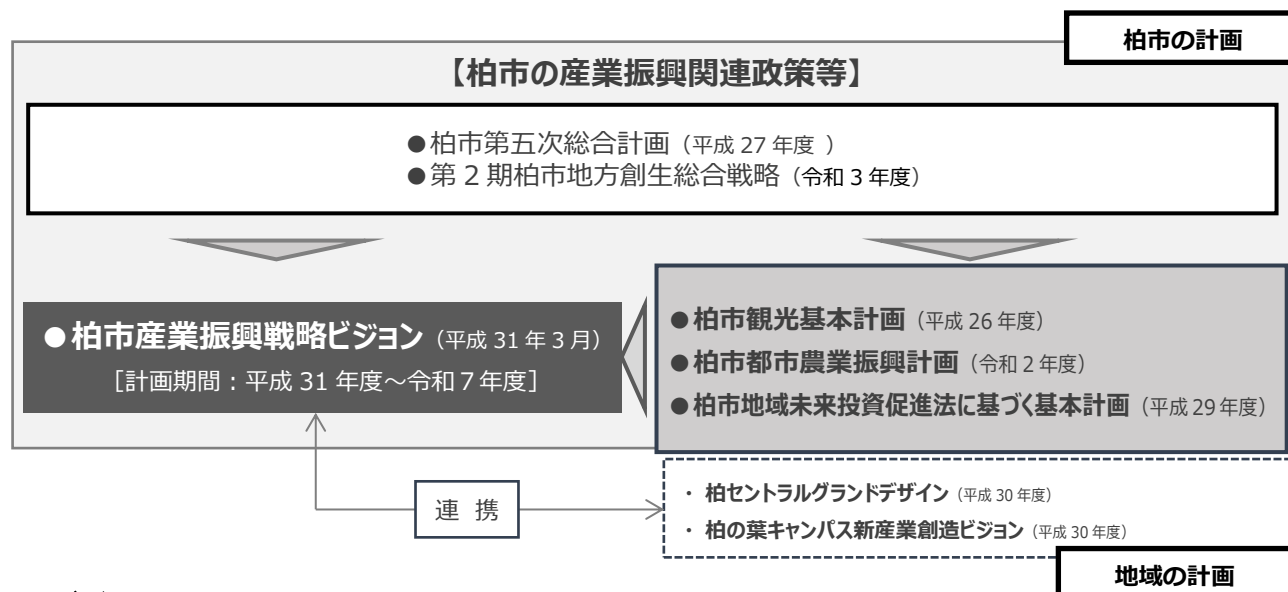 柏市の計画
【柏市の産業振興関連政策等】
●柏市第五次総合計画（平成 27 年度 ）
●第 2 期柏市地方創生総合戦略（令和 3 年度）
●柏市産業振興戦略ビジョン（平成 31 年 3 月）
［計画期間：平成 31 年度～令和 7 年度］
●柏市観光基本計画（平成 26 年度）
●柏市都市農業振興計画（令和 2 年度）
●柏市地域未来投資促進法に基づく基本計画（平成 29 年度）
連 携
・ 柏セントラルグランドデザイン（平成 30 年度）
・ 柏の葉キャンパス新産業創造ビジョン（平成 30 年度）
地域の計画